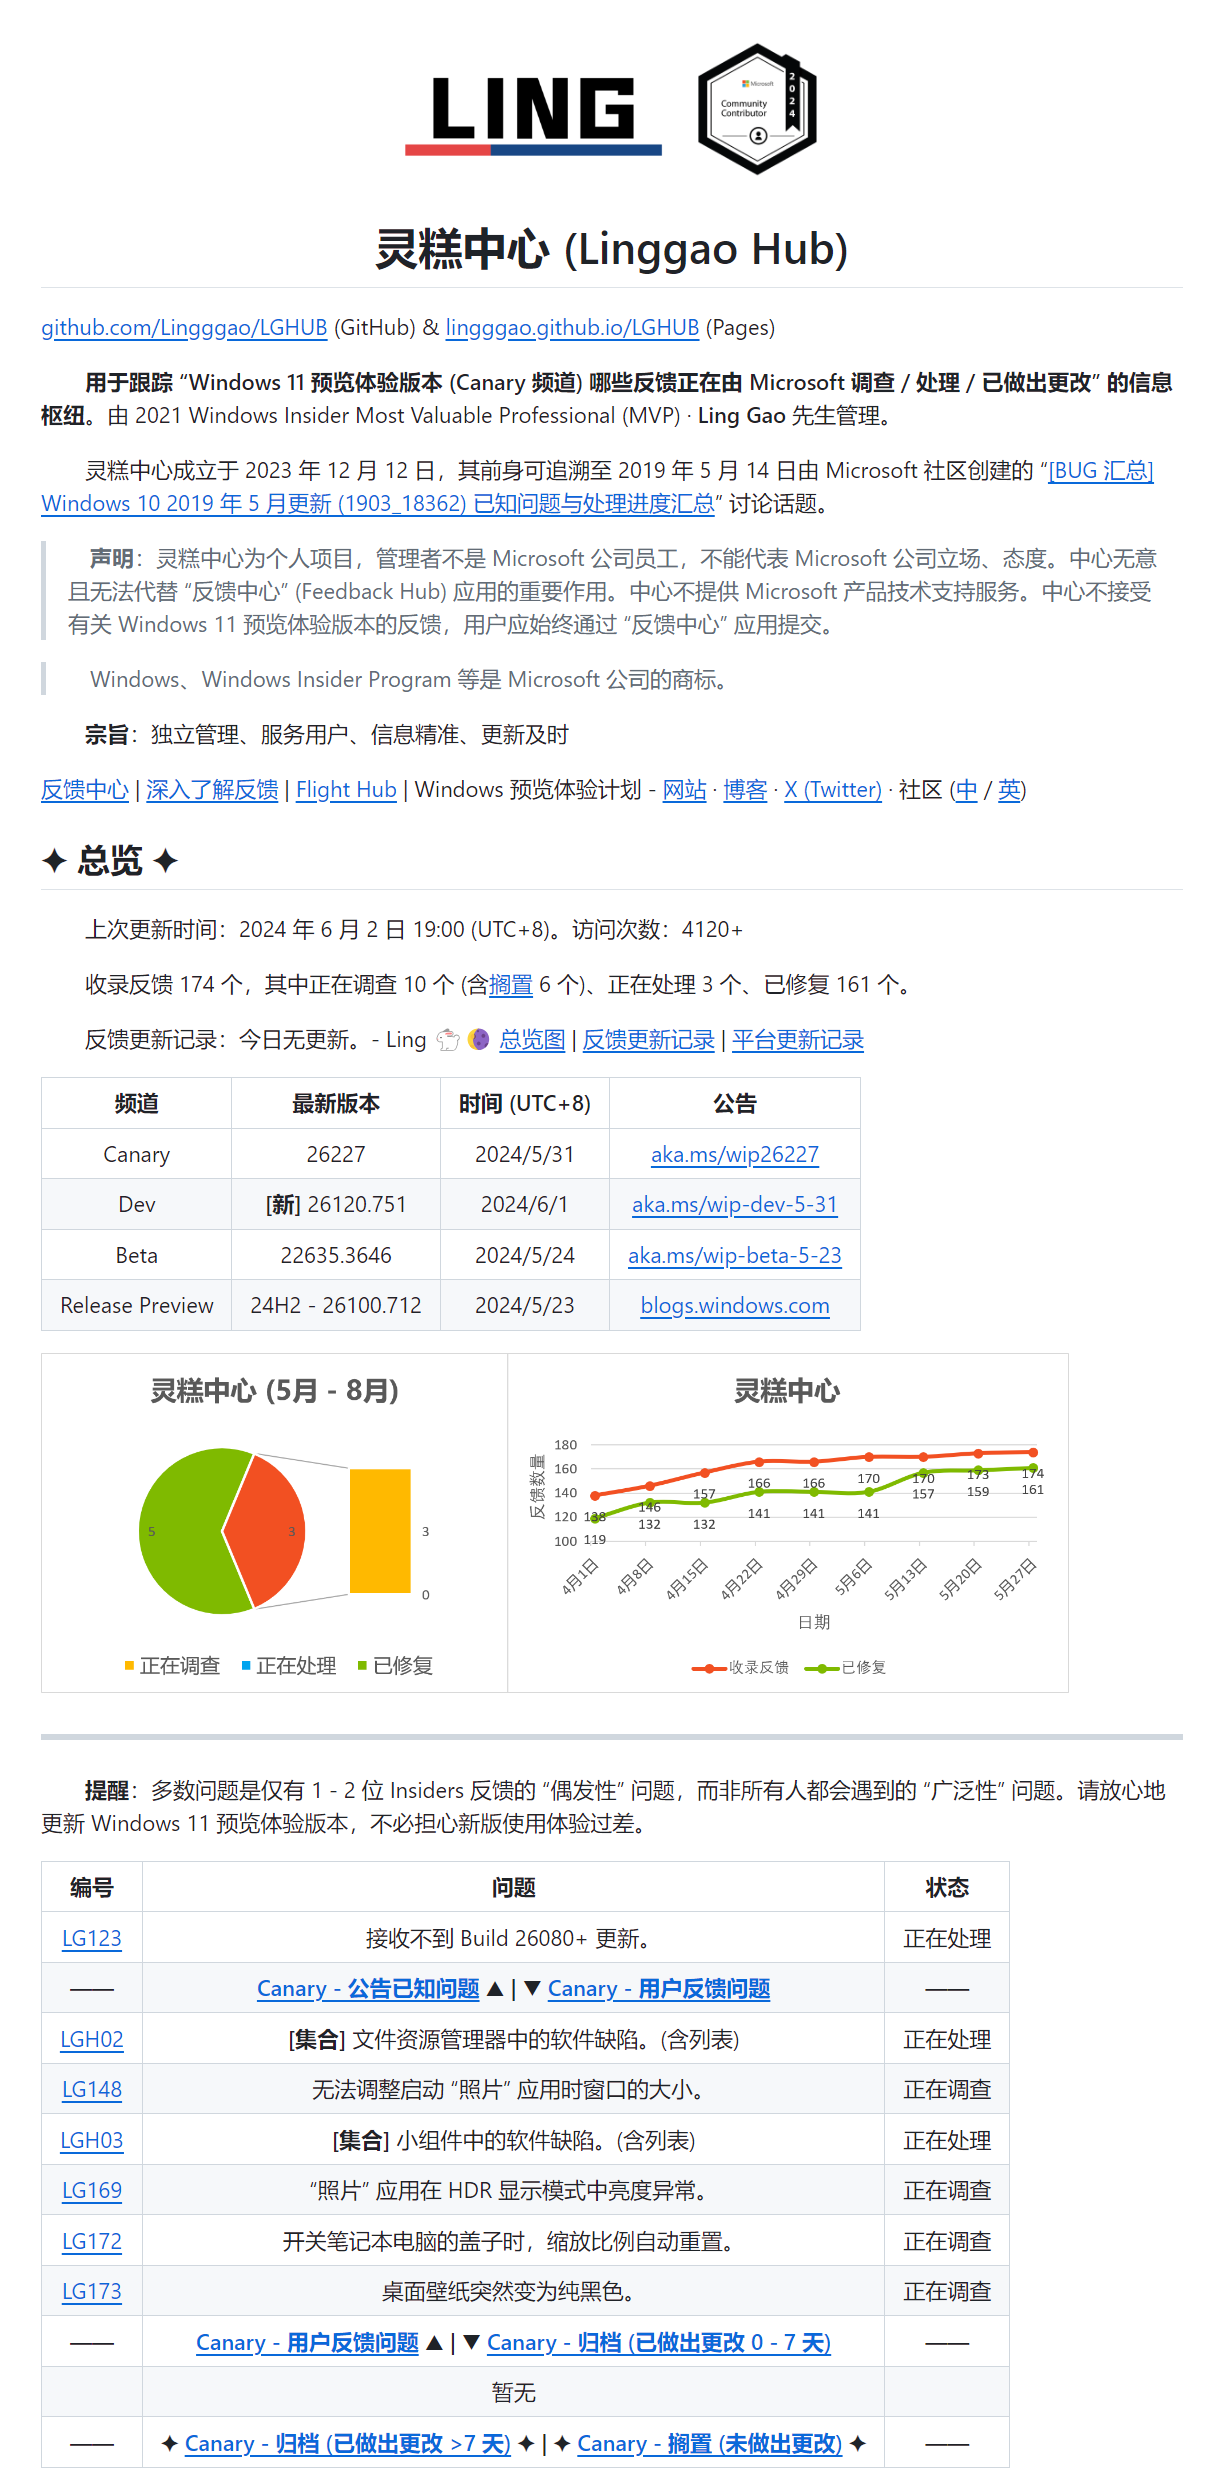 LING
Microsoft
Community
Contributor
2024
灵糕中心 (Linggao Hub)
github.com/Lingggao/LGHUB (GitHub) & lingggao.github.io/LGHUB (Pages)
用于跟踪 “Windows 11 预览体验版本 (Canary 频道) 哪些反馈正在由 Microsoft 调查 / 处理 / 已做出更改” 的信息
枢纽。由 2021 Windows Insider Most Valuable Professional (MVP) · Ling Gao 先生管理。
灵糕中心成立于 2023 年 12 月 12 日，其前身可追溯至 2019 年 5 月 14 日由 Microsoft 社区创建的 “[BUG 汇总]
Windows 10 2019 年 5 月更新 (1903_18362) 已知问题与处理进度汇总” 讨论话题。
声明：灵糕中心为个人项目，管理者不是 Microsoft 公司员工，不能代表 Microsoft 公司立场、态度。中心无意
且无法代替 “反馈中心” (Feedback Hub) 应用的重要作用。中心不提供 Microsoft 产品技术支持服务。中心不接受
有关 Windows 11 预览体验版本的反馈，用户应始终通过 “反馈中心” 应用提交。
Windows、Windows Insider Program 等是 Microsoft 公司的商标。
宗旨：独立管理、服务用户、信息精准、更新及时
反馈中心 | 深入了解反馈 | Flight Hub | Windows 预览体验计划 - 网站 · 博客 · X (Twitter) · 社区 (中 / 英)
✦ 总览 ✦
上次更新时间：2024 年 6 月 2 日 19:00 (UTC+8)。访问次数：4120+
收录反馈 174 个，其中正在调查 10 个 (含搁置 6 个)、正在处理 3 个、已修复 161 个。
反馈更新记录：今日无更新。- Ling 🐇 🌖 总览图 | 反馈更新记录 | 平台更新记录
频道 最新版本 时间 (UTC+8) 公告
Canary 26227 2024/5/31 aka.ms/wip26227
Dev [新] 26120.751 2024/6/1 aka.ms/wip-dev-5-31
Beta 22635.3646 2024/5/24 aka.ms/wip-beta-5-23
Release Preview 24H2 - 26100.712 2024/5/23 blogs.windows.com
灵糕中心 (5月 - 8月)
5 3 3
0
正在调查 正在处理 已修复
灵糕中心
反馈数量
180
160
140
120
100
138 146 157 166 166 170 170 173 174
119 132 132 141 141 141 157 159 161
4月1日 4月8日 4月15日 4月22日 4月29日 5月6日 5月13日 5月20日 5月27日
日期
收录反馈 已修复
提醒：多数问题是仅有 1 - 2 位 Insiders 反馈的 “偶发性” 问题，而非所有人都会遇到的 “广泛性” 问题。请放心地
更新 Windows 11 预览体验版本，不必担心新版使用体验过差。
编号 问题 状态
LG123 接收不到 Build 26080+ 更新。 正在处理
—— Canary - 公告已知问题 ▲ | ▼ Canary - 用户反馈问题 ——
LGH02 [集合] 文件资源管理器中的软件缺陷。(含列表) 正在处理
LG148 无法调整启动 “照片” 应用时窗口的大小。 正在调查
LGH03 [集合] 小组件中的软件缺陷。(含列表) 正在处理
LG169 “照片” 应用在 HDR 显示模式中亮度异常。 正在调查
LG172 开关笔记本电脑的盖子时，缩放比例自动重置。 正在调查
LG173 桌面壁纸突然变为纯黑色。 正在调查
—— Canary - 用户反馈问题 ▲ | ▼ Canary - 归档 (已做出更改 0 - 7 天) ——
暂无
—— ✦ Canary - 归档 (已做出更改 >7 天) ✦ | ✦ Canary - 搁置 (未做出更改) ✦ ——